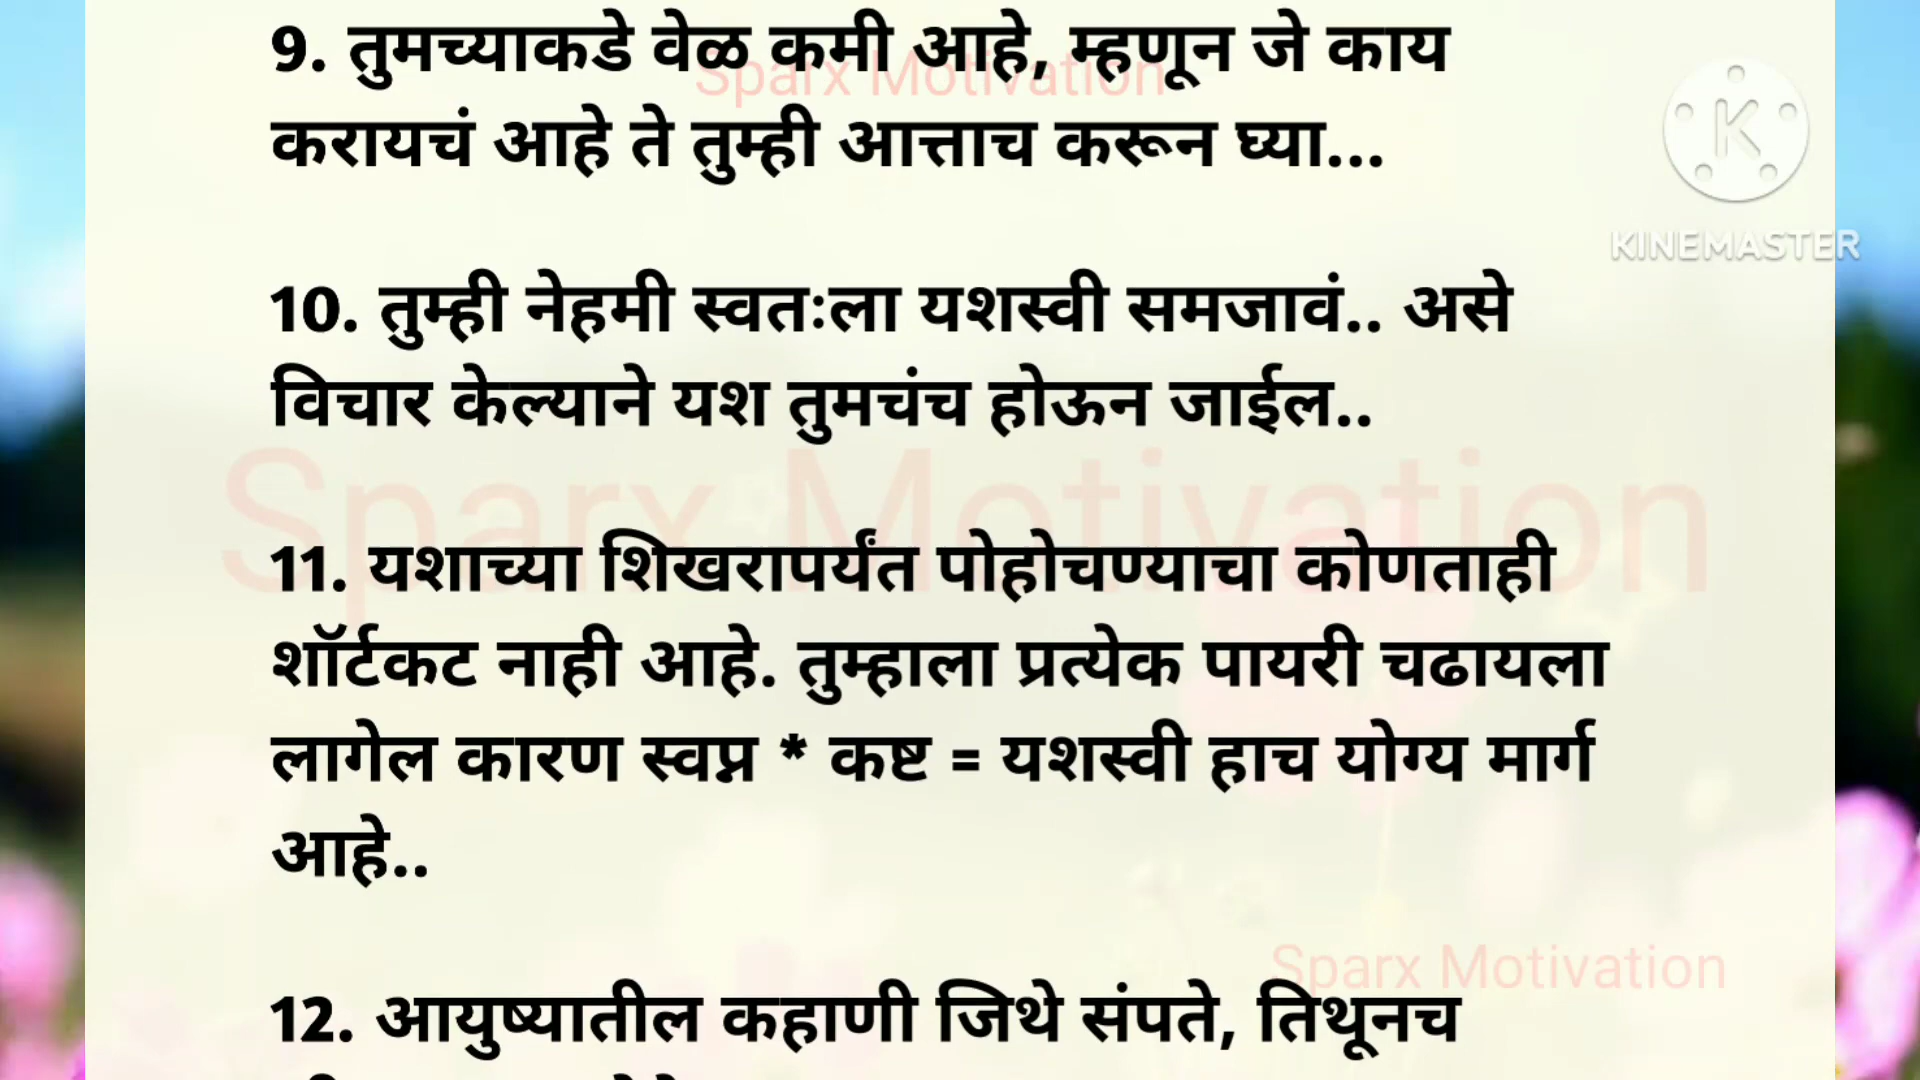 9. तुमच्याकडे वेळ कमी आहे, म्हणून जे काय
Sparx Motivation
करायचं आहे ते तुम्ही आत्ताच करून घ्या...
KINEMASTER
10. तुम्ही नेहमी स्वतःला यशस्वी समजावं.. असे
विचार केल्याने यश तुमचंच होऊन जाईल..
Sparx Motivation
11. यशाच्या शिखरापर्यंत पोहोचण्याचा कोणताही
शॉर्टकट नाही आहे. तुम्हाला प्रत्येक पायरी चढायला
लागेल कारण स्वप्न * कष्ट = यशस्वी हाच योग्य मार्ग
आहे..
Sparx Motivation
12. आयुष्यातील कहाणी जिथे संपते, तिथूनच